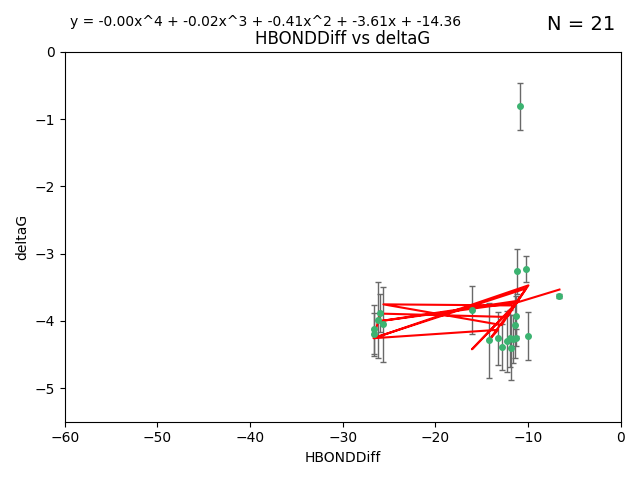 y = -0.00x^4 + -0.02x^3 + -0.41x^2 + -3.61x + -14.36
N = 21
HBONDDiff vs deltaG
0
−1
−2
−3
−4
−5
deltaG
−60 −50 −40 −30 −20 −10 0
HBONDDiff